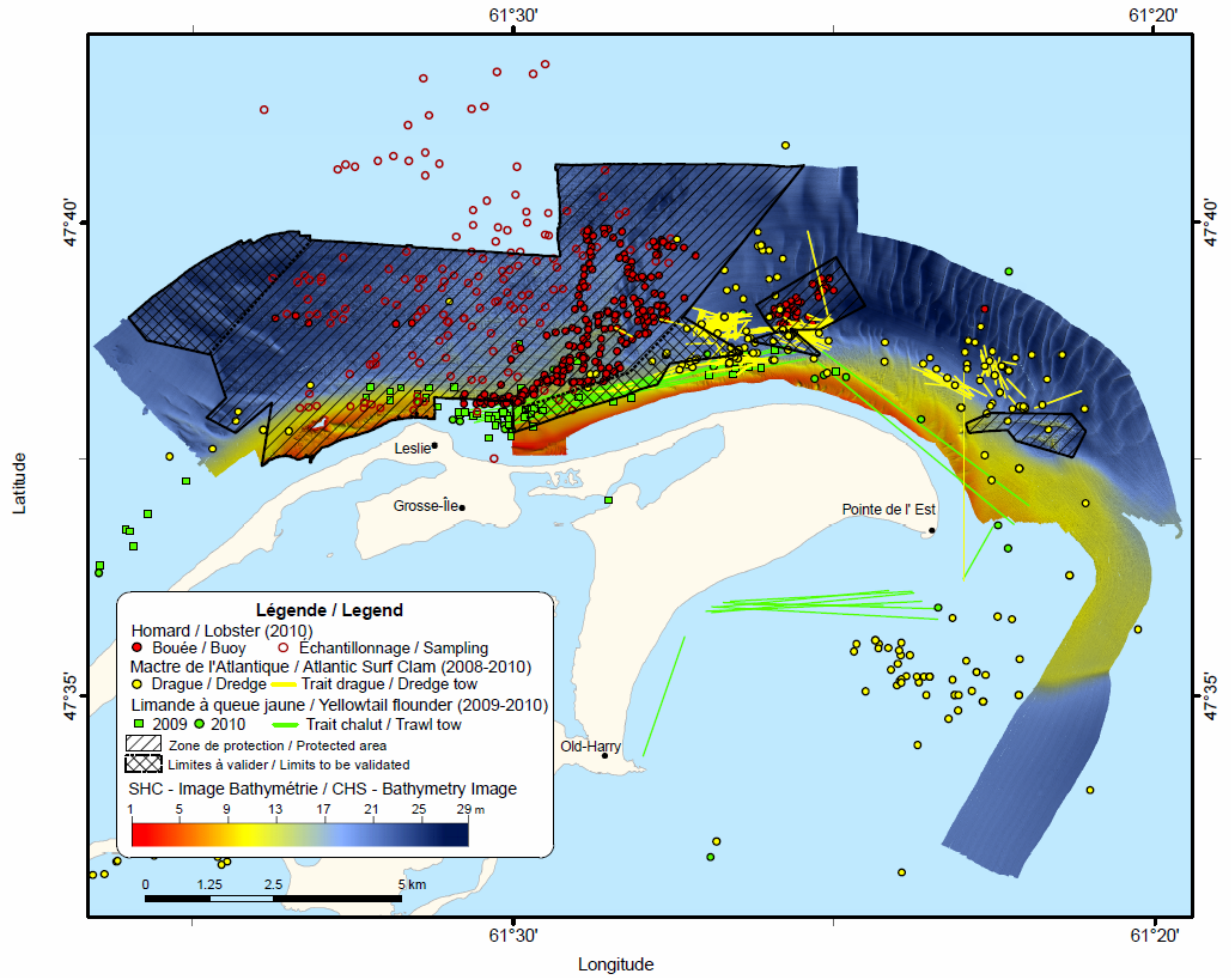 61°30'
61°20'
47°40'
47°40'
Leslie
Grosse-Île
Pointe de l' Est
Latitude
Légende / Legend
Homard / Lobster (2010)
Bouée / Buoy Échantillonnage / Sampling
Mactre de l'Atlantique / Atlantic Surf Clam (2008-2010)
Drague / Dredge Trait drague / Dredge tow
Limande à queue jaune / Yellowtail flounder (2009-2010)
2009 2010 Trait chalut / Trawl tow
Zone de protection / Protected area
Limites à valider / Limits to be validated
SHC - Image Bathymétrie / CHS - Bathymetry Image
1 5 9 13 17 21 25 29 m
0 1.25 2.5 5 km
47°35'
47°35'
Old-Harry
61°30'
61°20'
Longitude